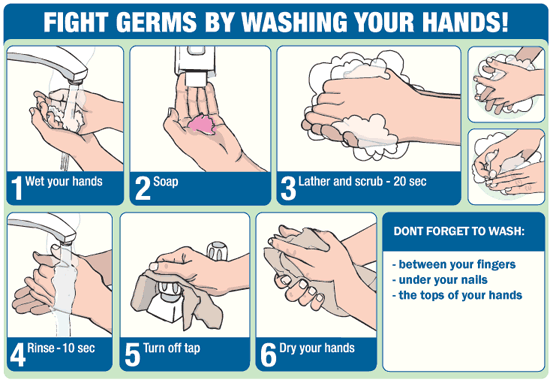 FIGHT GERMS BY WASHING YOUR HANDS!
1 Wet your hands
2 Soap
3 Lather and scrub - 20 sec
4 Rinse - 10 sec
5 Turn off tap
6 Dry your hands
DONT FORGET TO WASH:
- between your fingers
- under your nails
- the tops of your hands